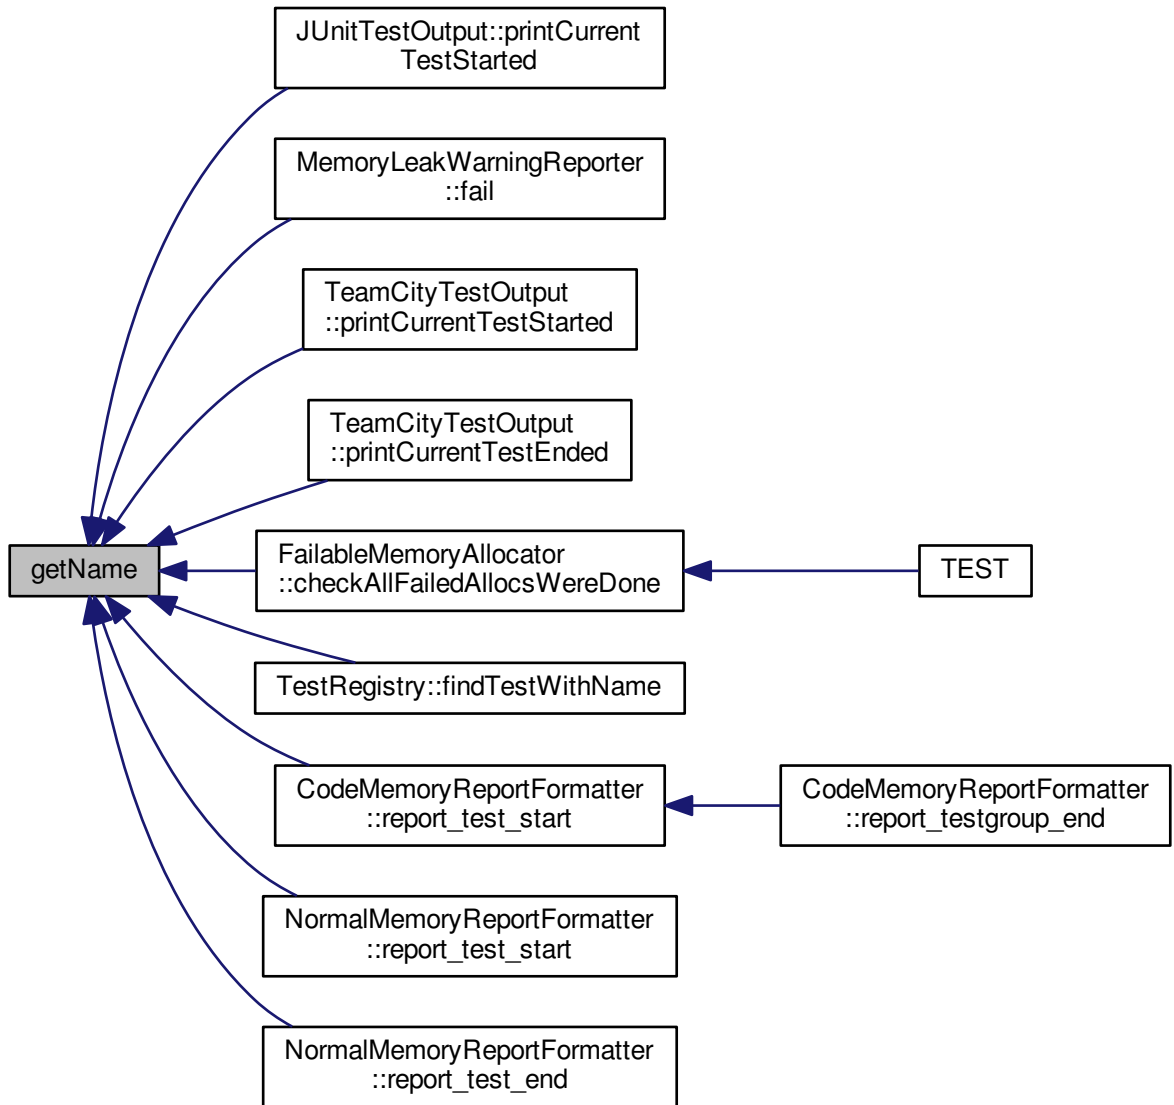 JUnitTestOutput::printCurrent
TestStarted
MemoryLeakWarningReporter
::fail
TeamCityTestOutput
::printCurrentTestStarted
TeamCityTestOutput
::printCurrentTestEnded
getName
FailableMemoryAllocator
::checkAllFailedAllocsWereDone
TEST
TestRegistry::findTestWithName
CodeMemoryReportFormatter
::report_test_start
CodeMemoryReportFormatter
::report_testgroup_end
NormalMemoryReportFormatter
::report_test_start
NormalMemoryReportFormatter
::report_test_end